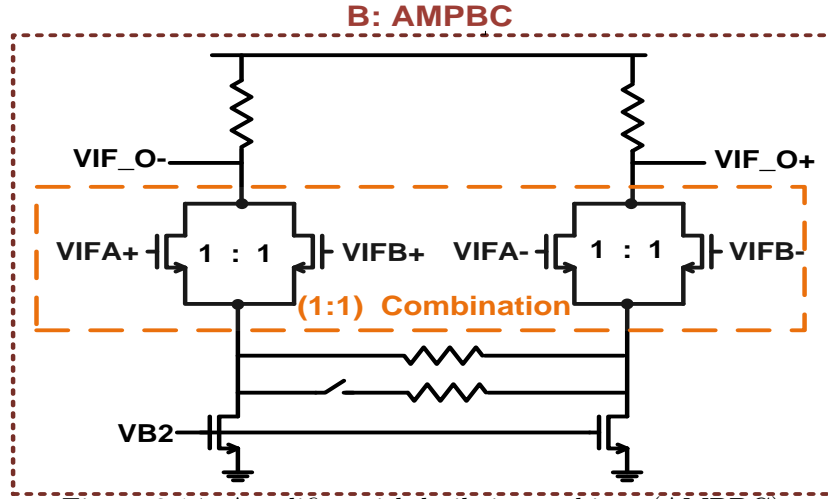 B: AMPBC
VIF_O-
VIF_O+
VIFA+
1 : 1
VIFB+
VIFA-
1 : 1
VIFB-
(1:1) Combination
VB2